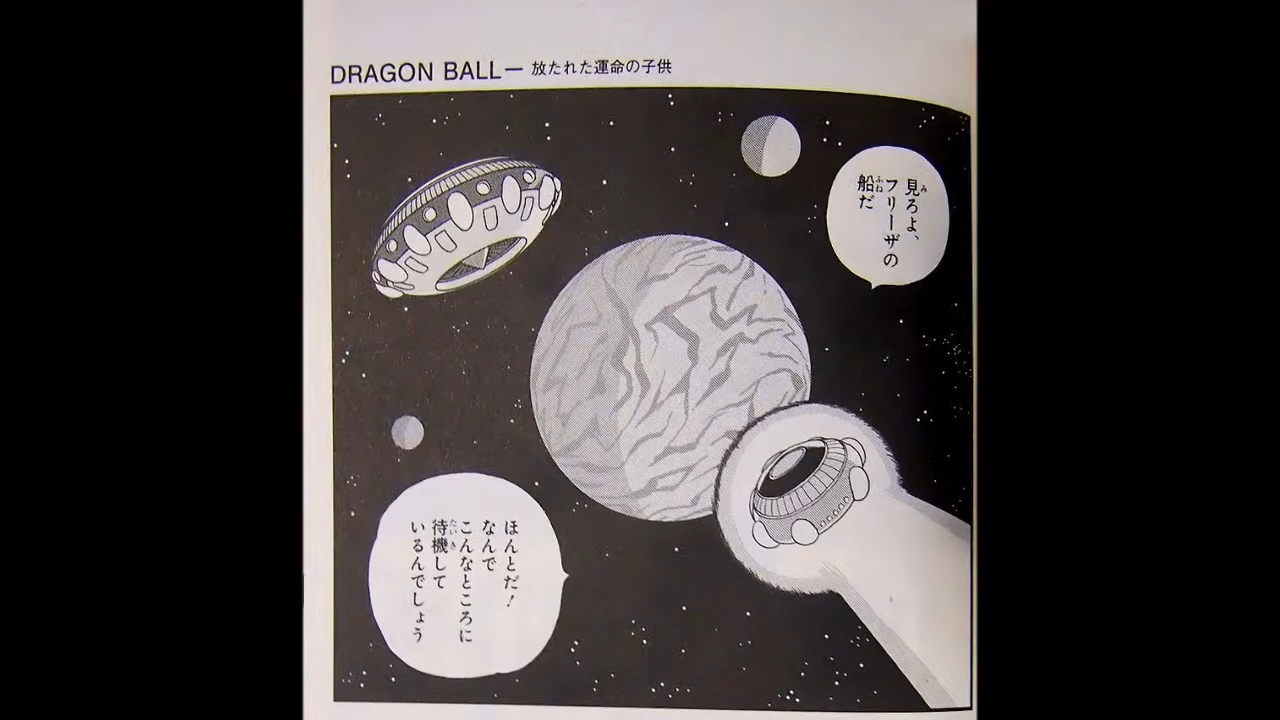 DRAGON BALL— 放たれた運命の子供
見ろよ、
フリーザの
船だ
ほんとだ!
なんで
こんなところに
待機して
いるんでしょう